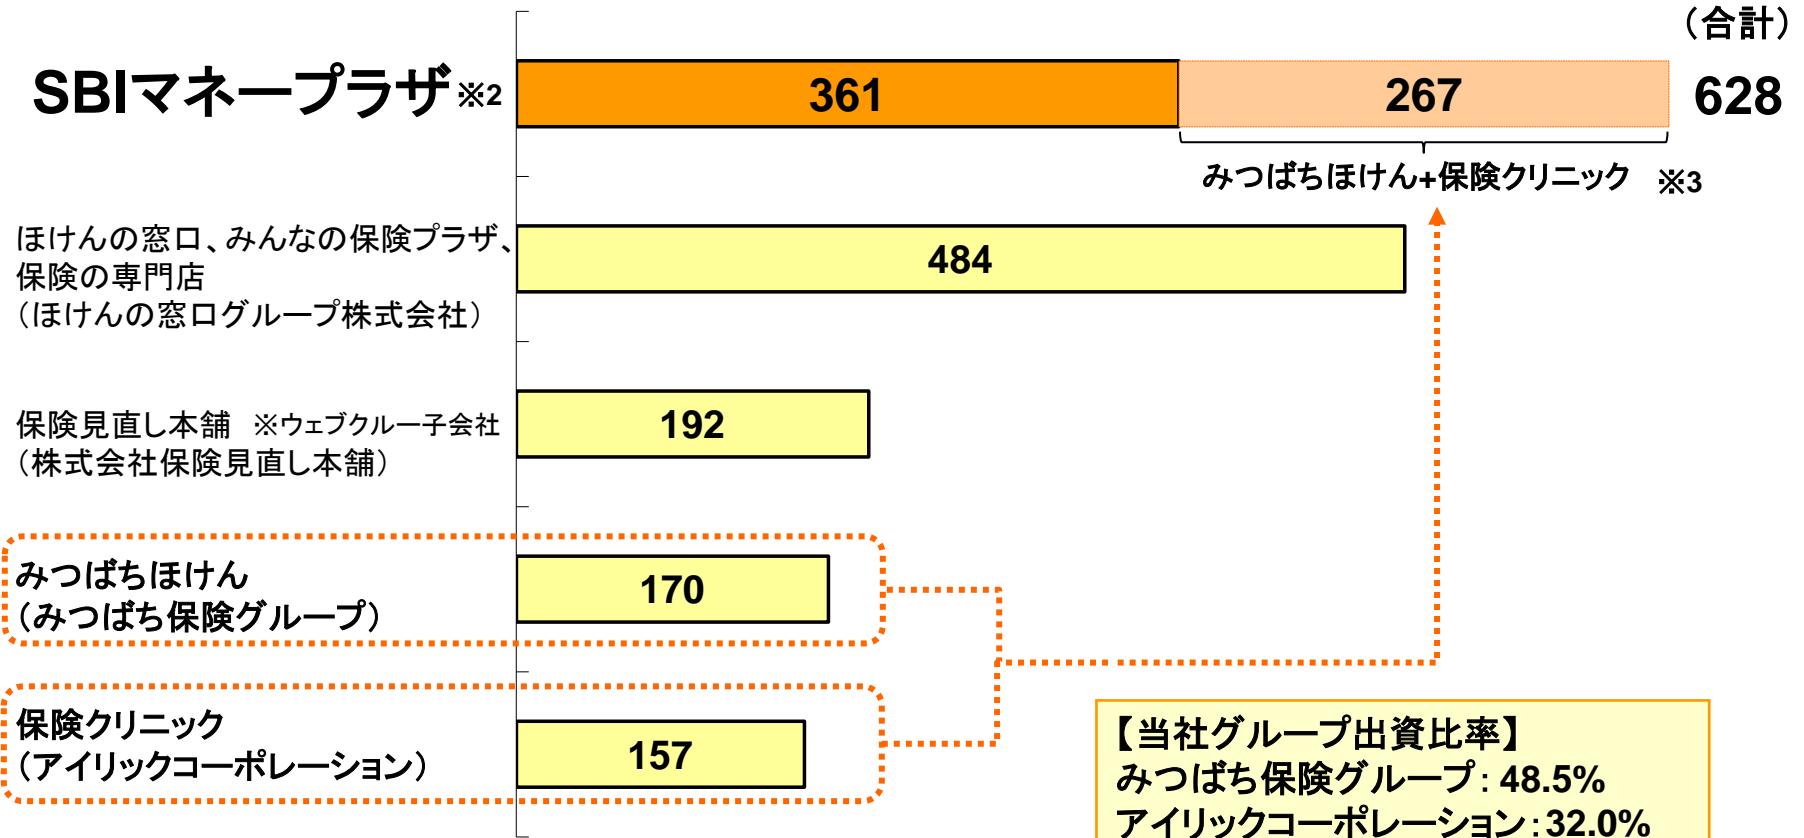 （合計）
SBIマネープラザ※2
361
267
628
みつばちほけん+保険クリニック ※3
ほけんの窓口、みんなの保険プラザ、
保険の専門店
（ほけんの窓口グループ株式会社）
484
保険見直し本舗 ※ウェブクルー子会社
（株式会社保険見直し本舗）
192
みつばちほけん
（みつばち保険グループ）
170
保険クリニック
（アイリックコーポレーション）
157
【当社グループ出資比率】
みつばち保険グループ：48.5%
アイリックコーポレーション：32.0%